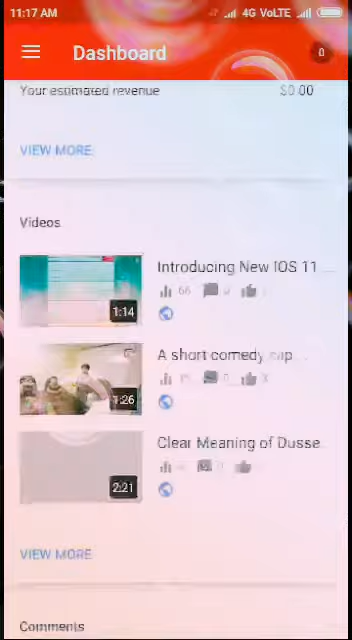 11:17 AM
4G VoLTE
Dashboard
0
Your estimated revenue
$0.00
VIEW MORE
Videos
1:14
Introducing New IOS 11 ...
66
1:26
A short comedy
2:21
Clear Meaning of Dusse
VIEW MORE
Comments